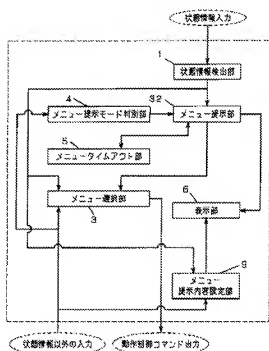 状態情報入力
1
状態情報検出部
4
メニュー提示モード判別部
32
メニュー提示部
5
メニュータイムアウト部
メニュー選択部
3
6
表示部
9
メニュー
提示内容設定部
状態情報以外の入力
動作制御コマンド出力